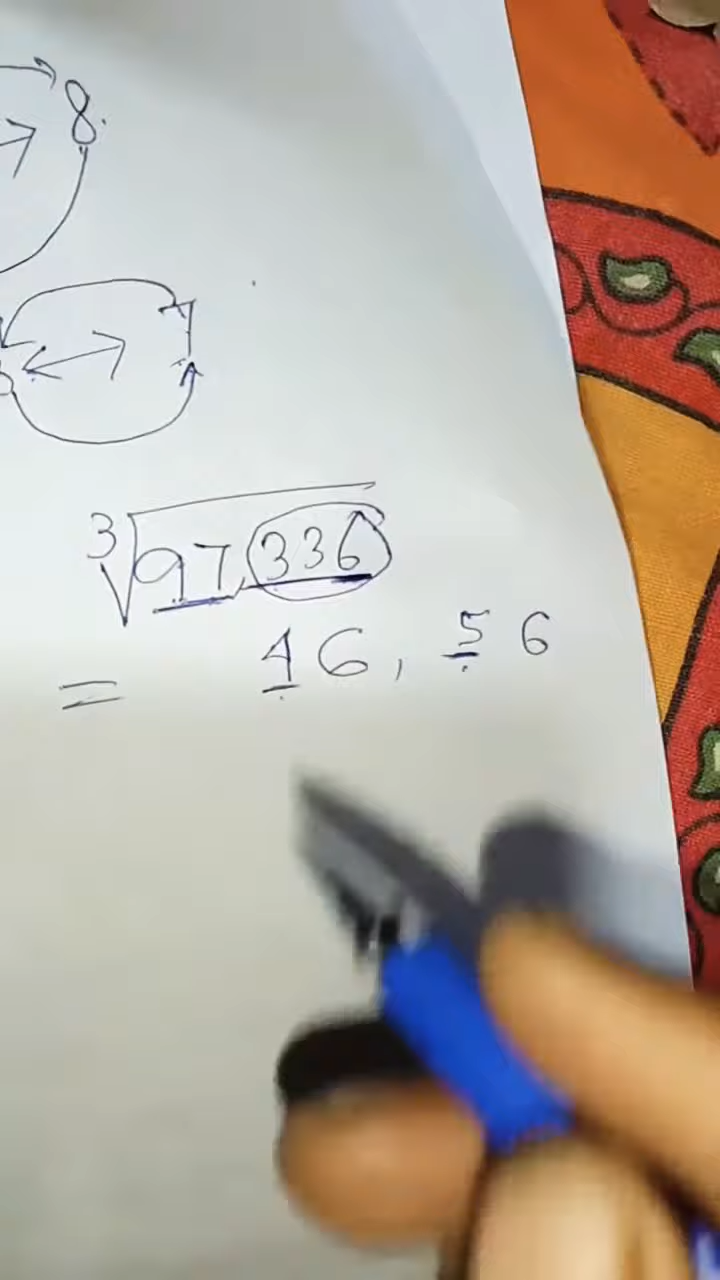 8
7
3√97,336
= 46, 56